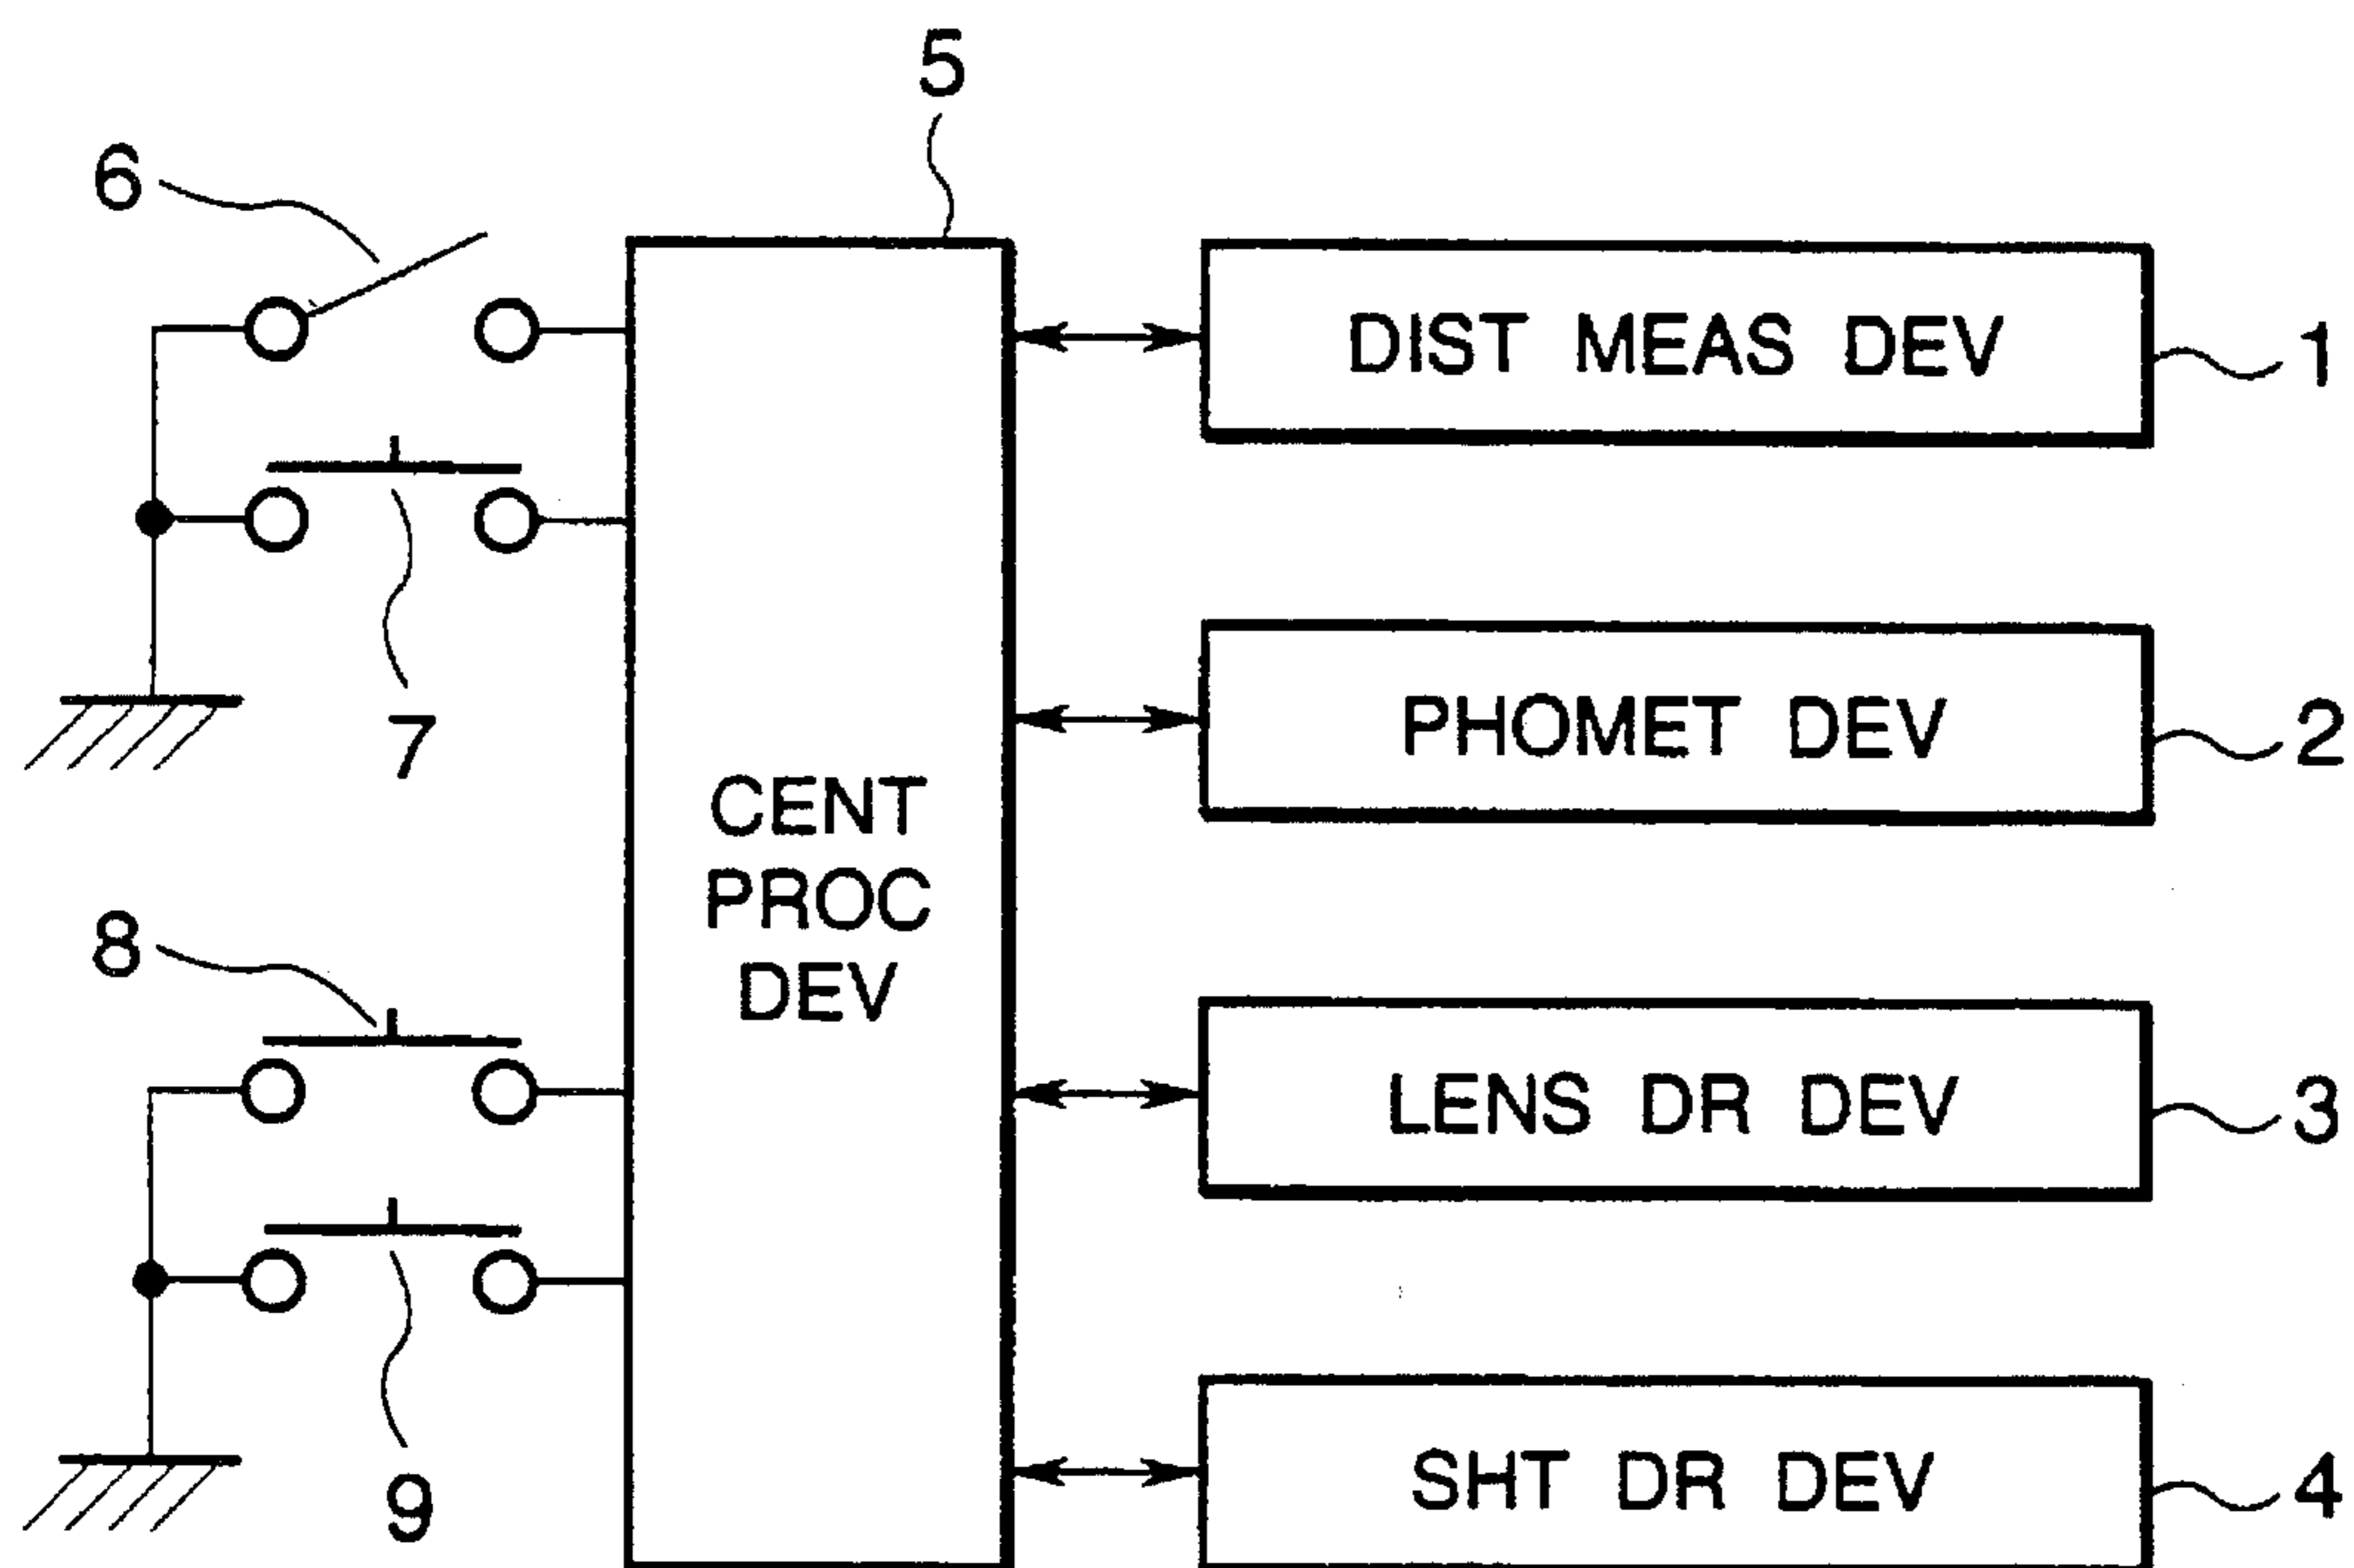 5
6
DIST MEAS DEV
1
7
PHOMET DEV
2
CENT
PROC
DEV
8
LENS DR DEV
3
9
SHT DR DEV
4